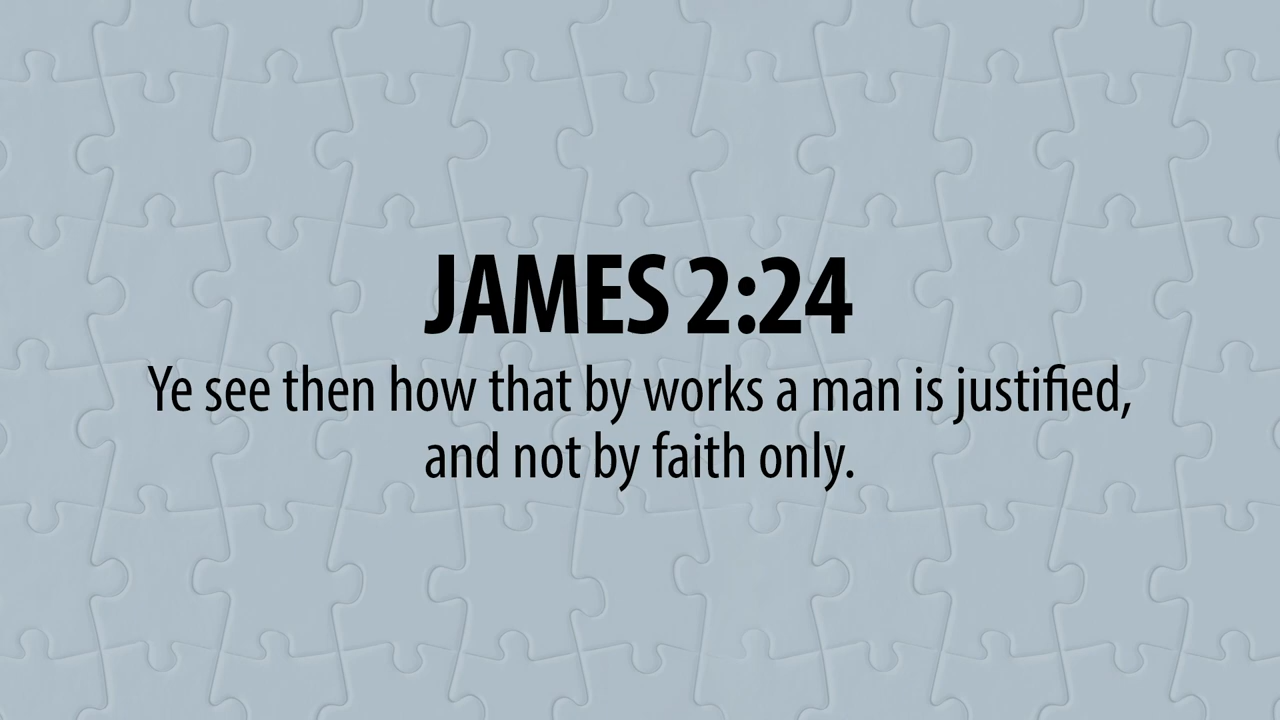 JAMES 2:24
Ye see then how that by works a man is justified,
and not by faith only.